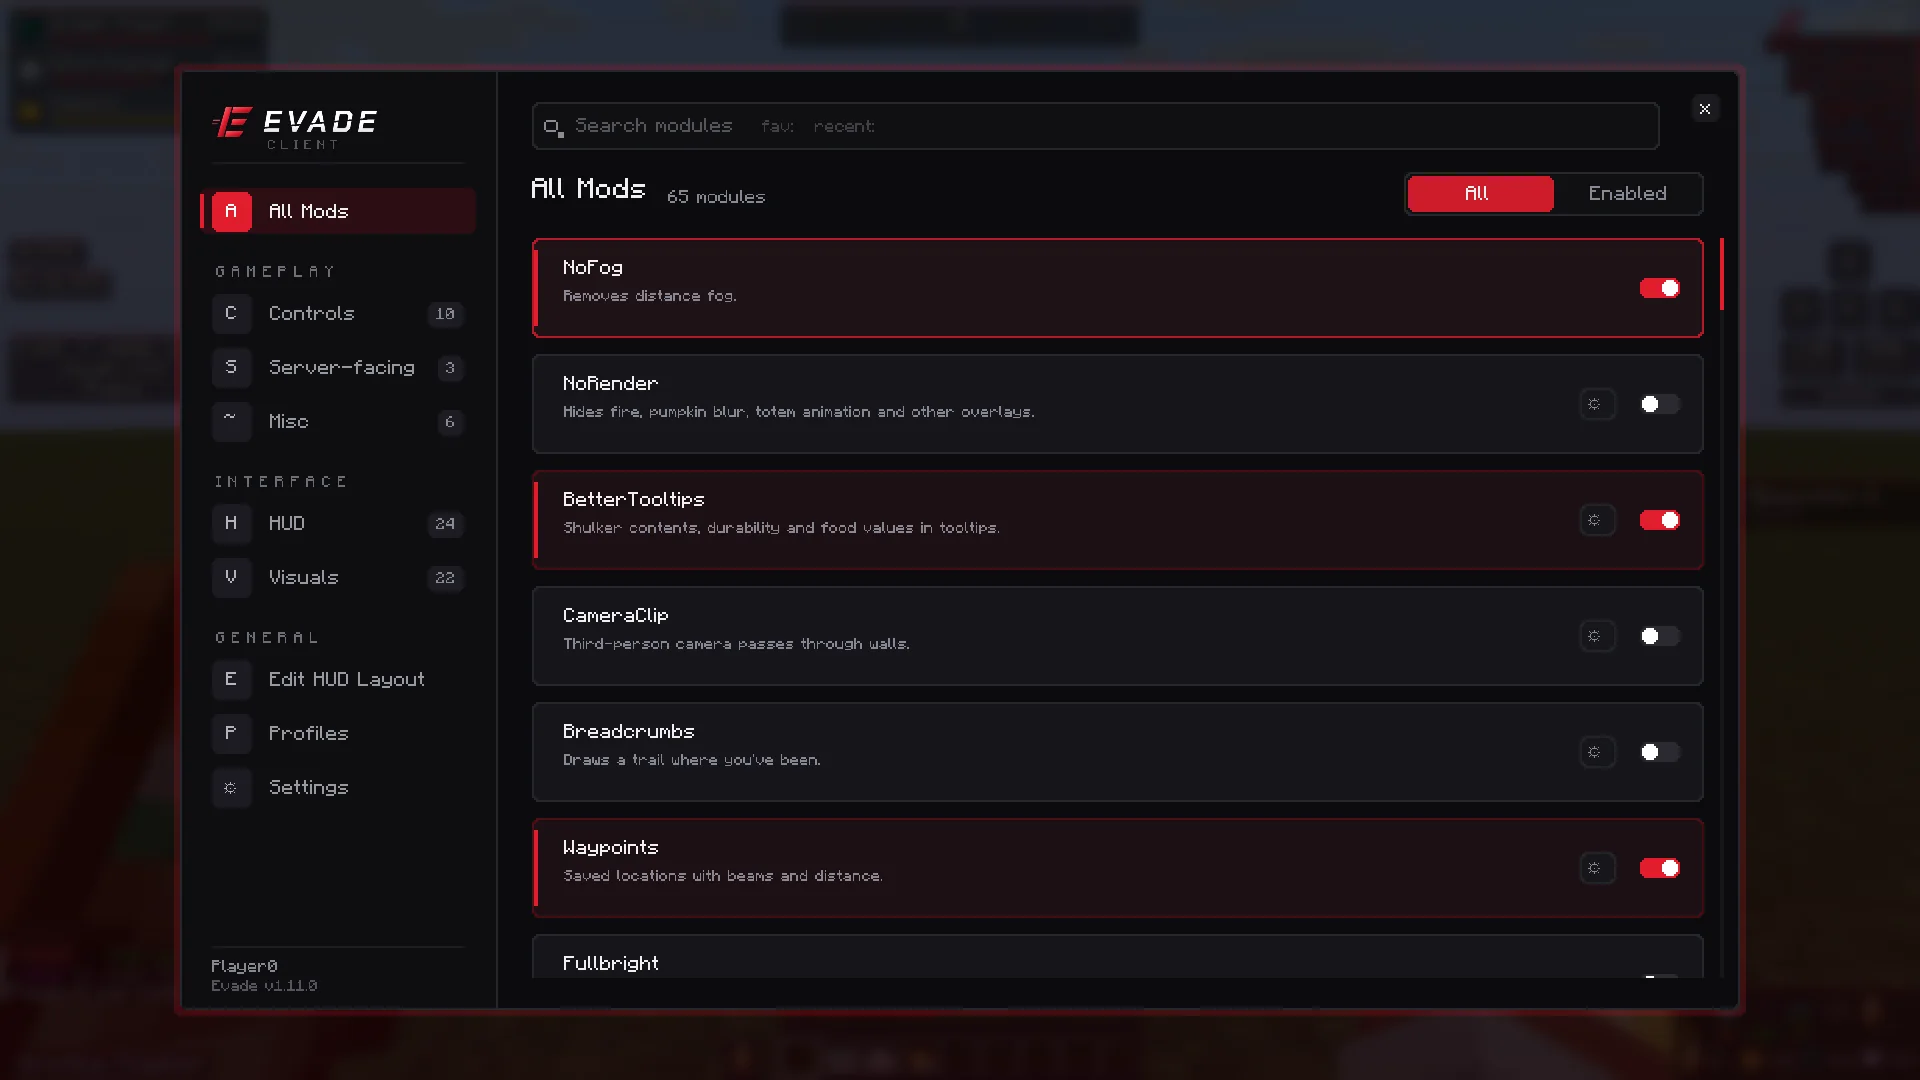 EVADE
CLIENT
Search modules fav: recent:
A All Mods
All Mods 65 modules
All Enabled
GAMEPLAY
C Controls 10
S Server-facing 3
~ Misc 6
INTERFACE
H HUD 24
V Visuals 22
GENERAL
E Edit HUD Layout
P Profiles
Settings
Player0
Evade v1.11.0
NoFog
Removes distance fog.
NoRender
Hides fire, pumpkin blur, totem animation and other overlays.
BetterTooltips
Shulker contents, durability and food values in tooltips.
CameraClip
Third-person camera passes through walls.
Breadcrumbs
Draws a trail where you've been.
Waypoints
Saved locations with beams and distance.
Fullbright